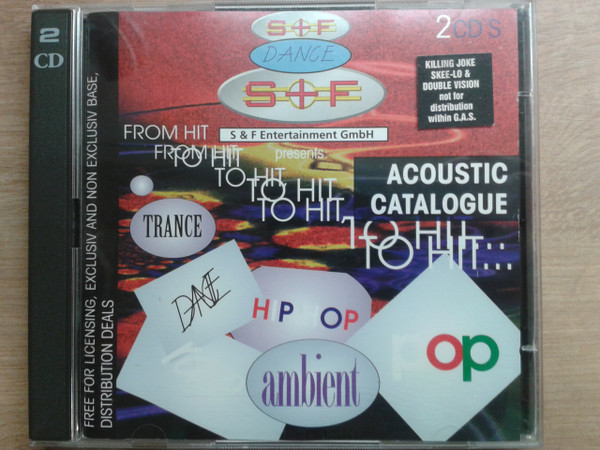 2
CD
FREE FOR LICENSING, EXCLUSIV AND NON EXCLUSIV BASE,
DISTRIBUTION DEALS
S+F
DANCE
S+F
S & F Entertainment GmbH
presents:
2 CD S
KILLING JOKE
SKEE-LO &
DOUBLE VISION
not for
distribution
within G.A.S.
FROM HIT
FROM HIT
TO HIT
TO HIT
TO HIT
TO HIT
TO HIT...
TO HIT...
ACOUSTIC
CATALOGUE
TRANCE
DANCE
HIP HOP
ambient
pop